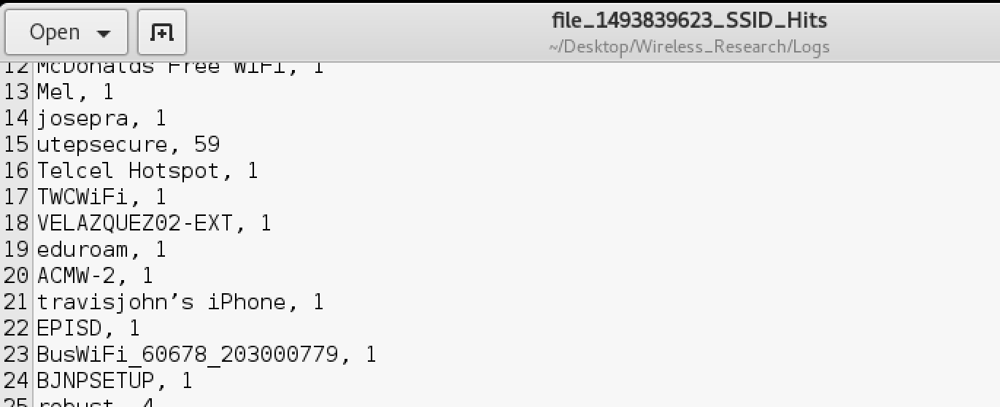 Open
file_1493839623_SSID_Hits
~/Desktop/Wireless_Research/Logs
12 McDonalds Free WiFi, 1
13 Mel, 1
14 josepra, 1
15 utepsecure, 59
16 Telcel Hotspot, 1
17 TWCWiFi, 1
18 VELAZQUEZ02-EXT, 1
19 eduroam, 1
20 ACMW-2, 1
21 travisjohn’s iPhone, 1
22 EPISD, 1
23 BusWiFi_60678_203000779, 1
24 BJNPSETUP, 1
25 robust, 4